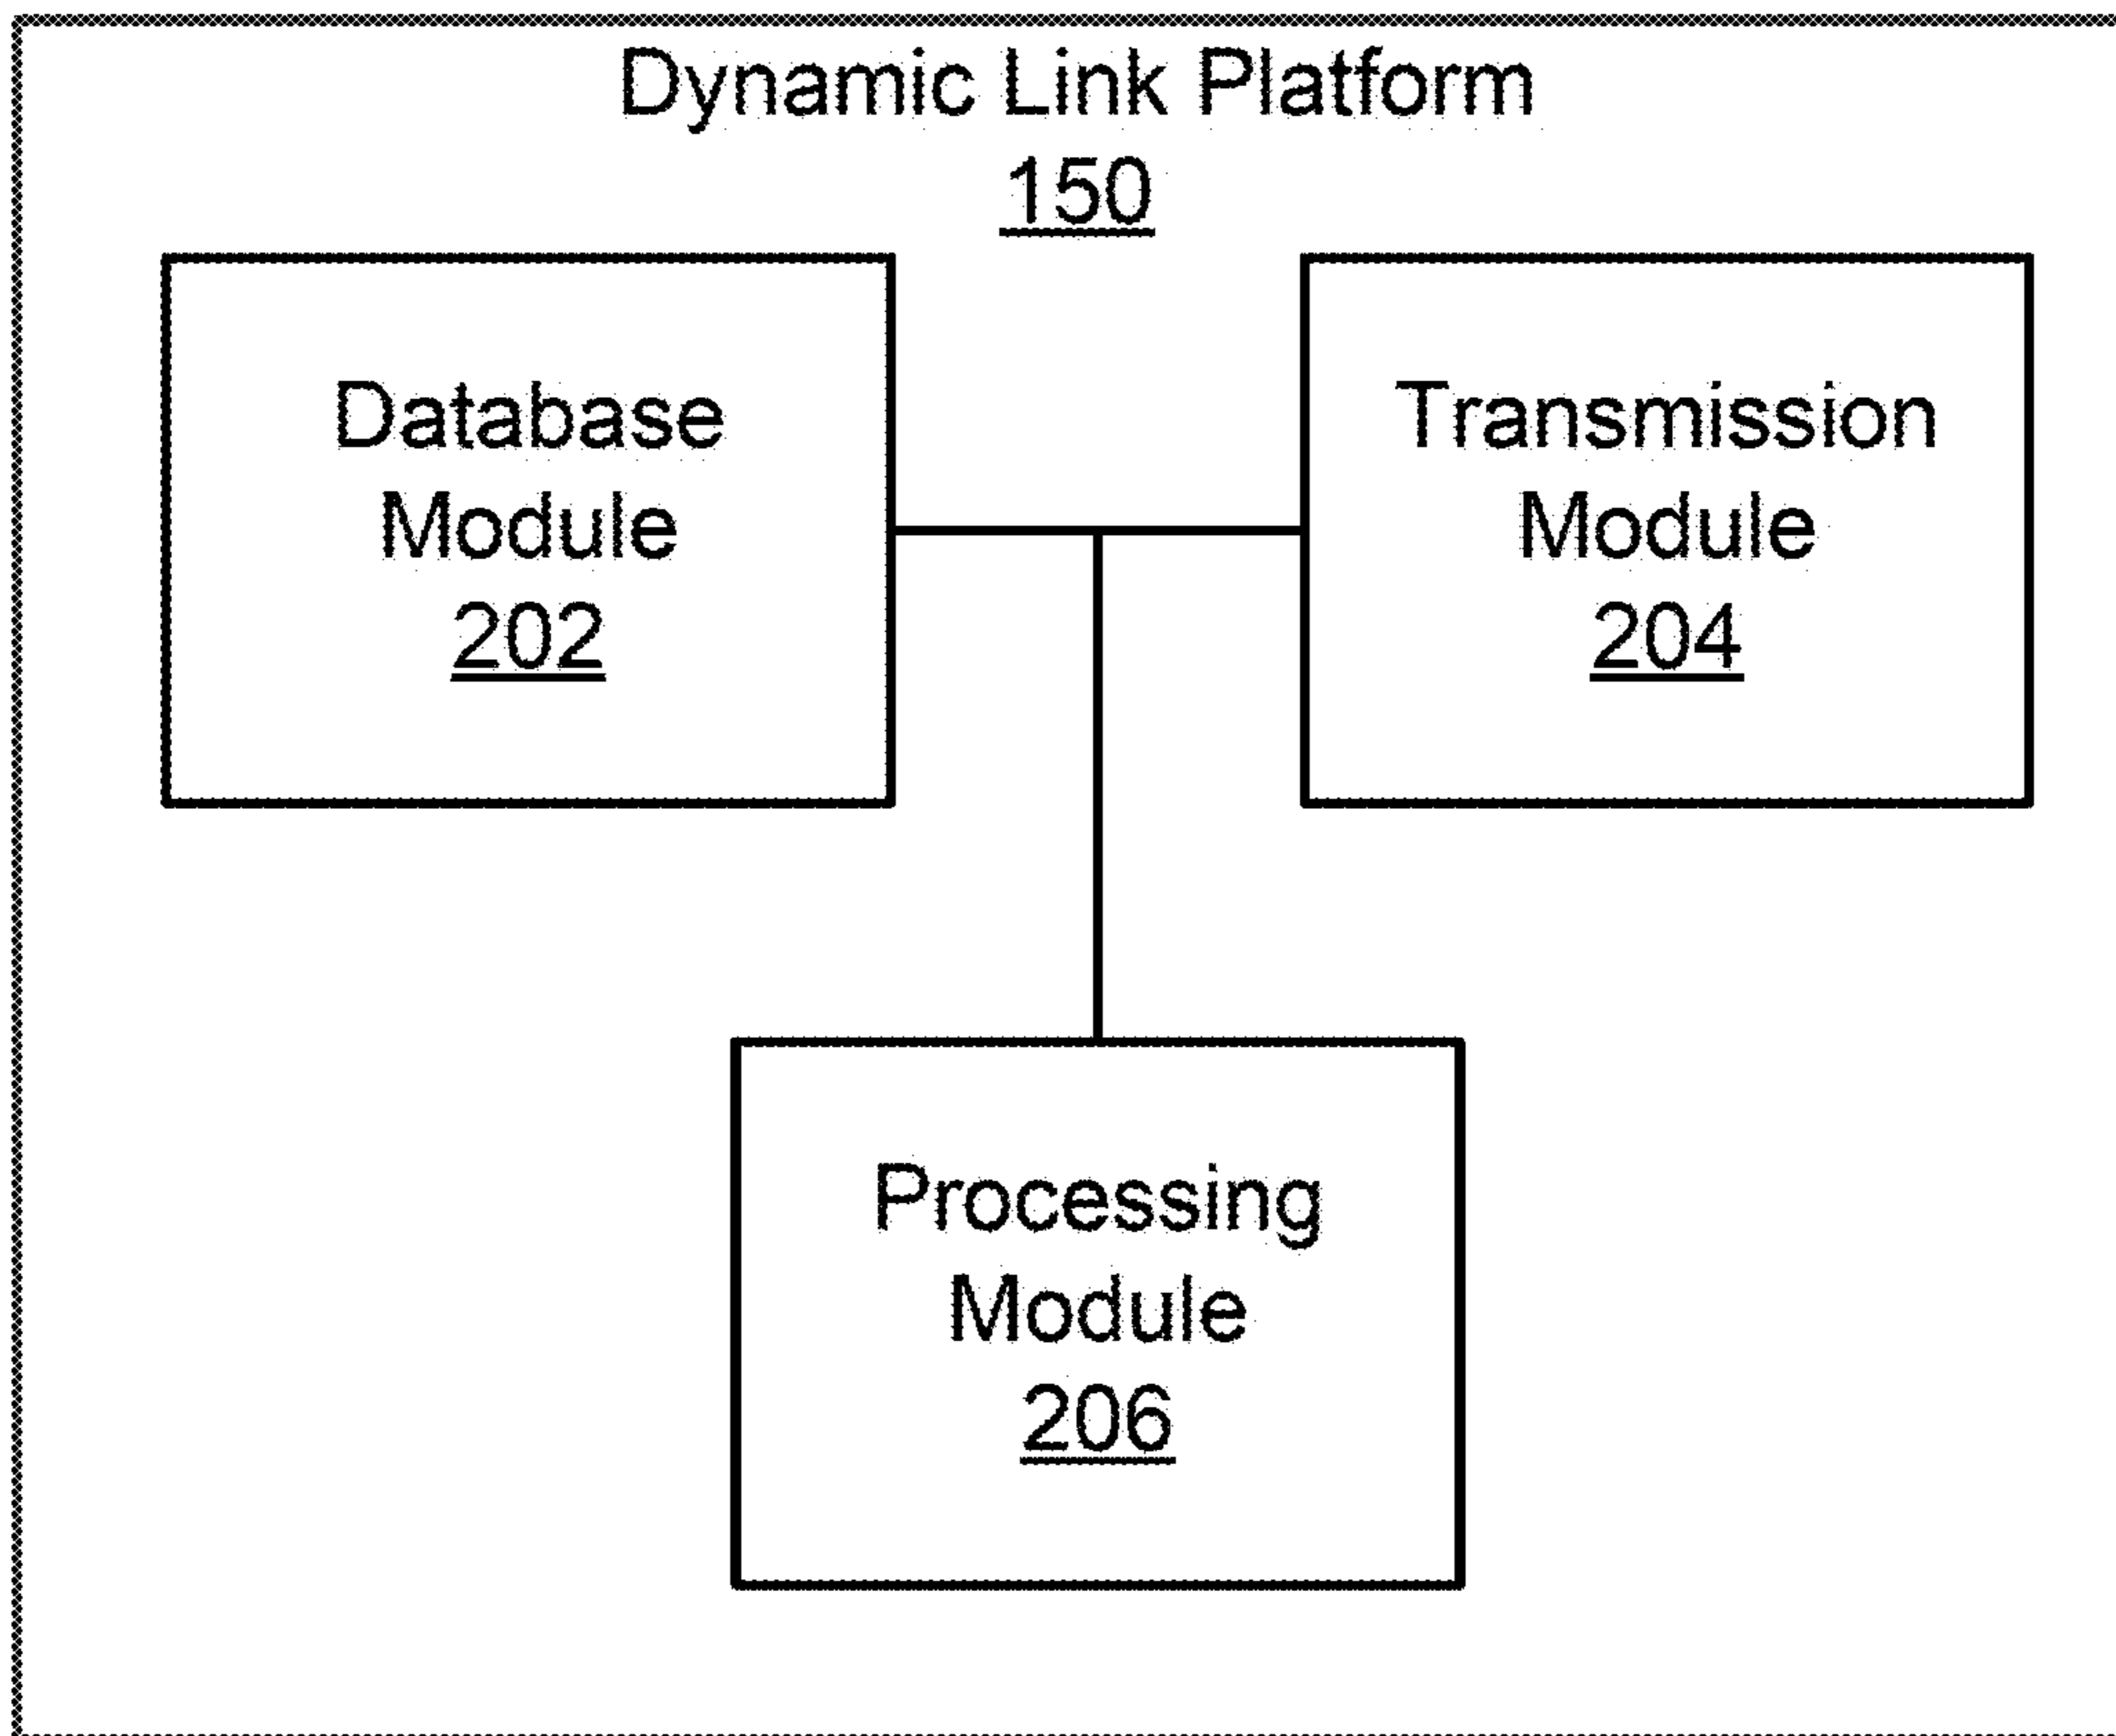 Dynamic Link Platform
150
Database
Module
202
Transmission
Module
204
Processing
Module
206